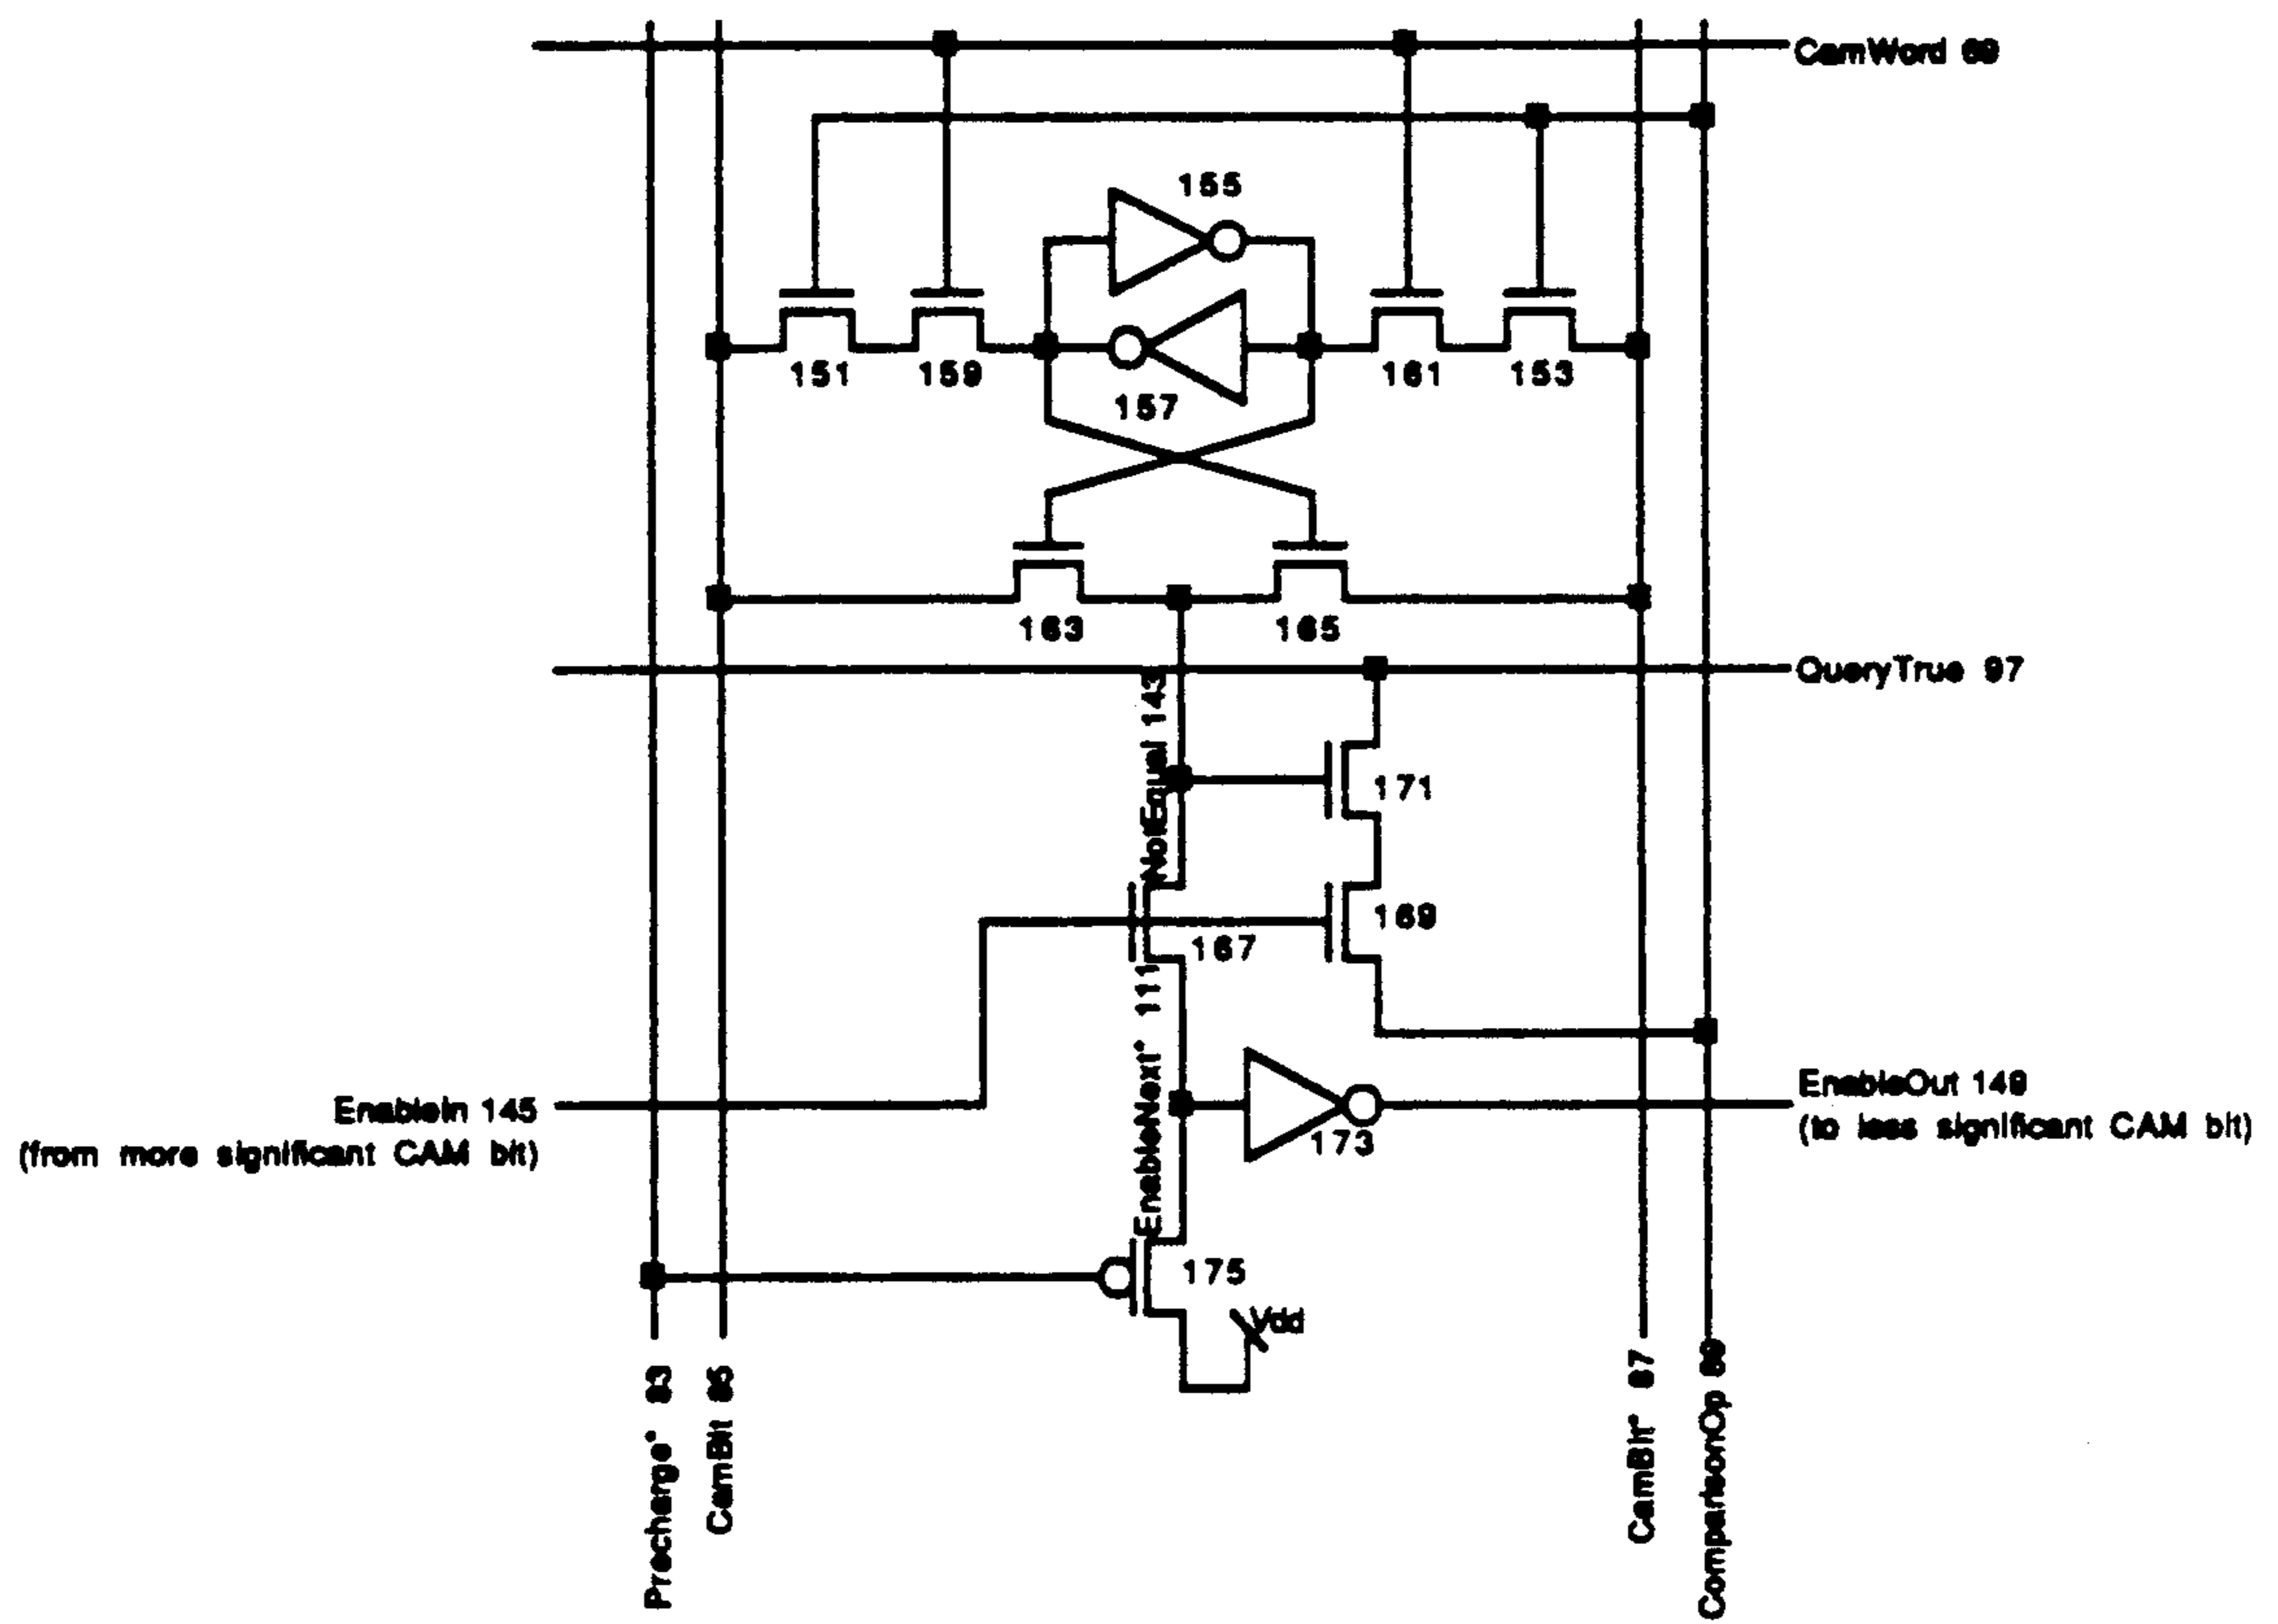 CamWord 69
155
151
159
161
153
157
163
165
QueryTrue 97
NotEqual 143
171
169
167
EnableNext* 111
EnableIn 145
(from more significant CAM bit)
EnableOut 149
(to less significant CAM bit)
173
175
Vdd
Precharge* 83
CamBit 85
CamBit* 87
ComparisonOp 89